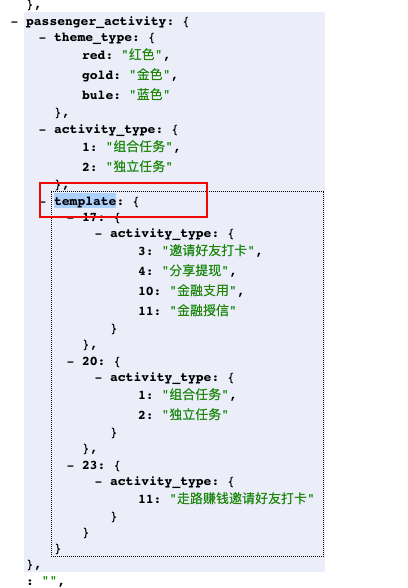 },
- passenger_activity: {
- theme_type: {
red: "红色",
gold: "金色",
bule: "蓝色"
},
- activity_type: {
1: "组合任务",
2: "独立任务"
},
- template: {
- 17: {
- activity_type: {
3: "邀请好友打卡",
4: "分享提现",
10: "金融支用",
11: "金融授信"
}
},
- 20: {
- activity_type: {
1: "组合任务",
2: "独立任务"
}
},
- 23: {
- activity_type: {
11: "走路赚钱邀请好友打卡"
}
}
}
},
: "",